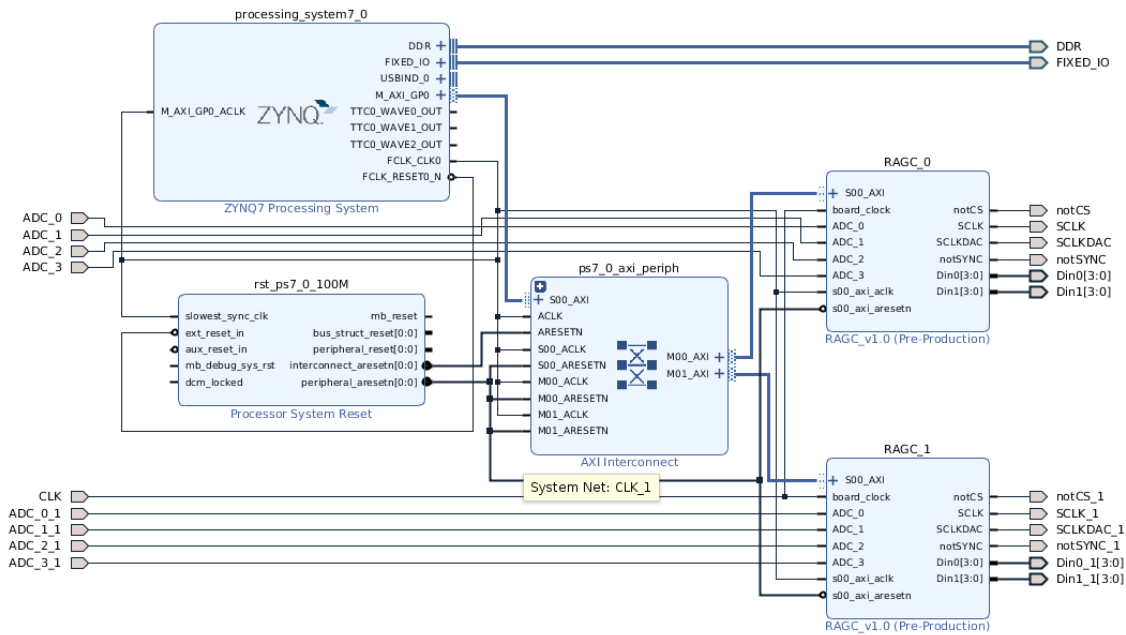 processing_system7_0
DDR
FIXED_IO
USBIND_0
M_AXI_GP0
M_AXI_GP0_ACLK
ZYNQ
TTC0_WAVE0_OUT
TTC0_WAVE1_OUT
TTC0_WAVE2_OUT
FCLK_CLK0
FCLK_RESET0_N
ZYNQ7 Processing System
DDR
FIXED_IO
ADC_0
ADC_1
ADC_2
ADC_3
rst_ps7_0_100M
slowest_sync_clk
ext_reset_in
aux_reset_in
mb_debug_sys_rst
dcm_locked
mb_reset
bus_struct_reset[0:0]
peripheral_reset[0:0]
interconnect_aresetn[0:0]
peripheral_aresetn[0:0]
Processor System Reset
ps7_0_axi_periph
S00_AXI
ACLK
ARESETN
S00_ACLK
S00_ARESETN
M00_ACLK
M00_ARESETN
M01_ACLK
M01_ARESETN
M00_AXI
M01_AXI
AXI Interconnect
System Net: CLK_1
RAGC_0
S00_AXI
board_clock
ADC_0
ADC_1
ADC_2
ADC_3
s00_axi_aclk
s00_axi_aresetn
notCS
SCLK
SCLKDAC
notSYNC
Din0[3:0]
Din1[3:0]
RAGC_v1.0 (Pre-Production)
notCS
SCLK
SCLKDAC
notSYNC
Din0[3:0]
Din1[3:0]
CLK
ADC_0_1
ADC_1_1
ADC_2_1
ADC_3_1
RAGC_1
S00_AXI
board_clock
ADC_0
ADC_1
ADC_2
ADC_3
s00_axi_aclk
s00_axi_aresetn
notCS
SCLK
SCLKDAC
notSYNC
Din0[3:0]
Din1[3:0]
RAGC_v1.0 (Pre-Production)
notCS_1
SCLK_1
SCLKDAC_1
notSYNC_1
Din0_1[3:0]
Din1_1[3:0]